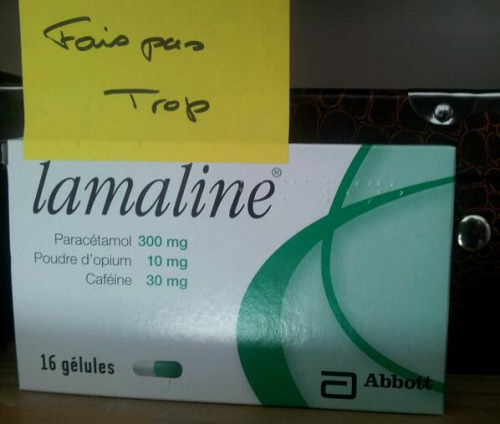 Fais pas
Trop
lamaline®
Paracétamol 300 mg
Poudre d'opium 10 mg
Caféine 30 mg
16 gélules
Abbott